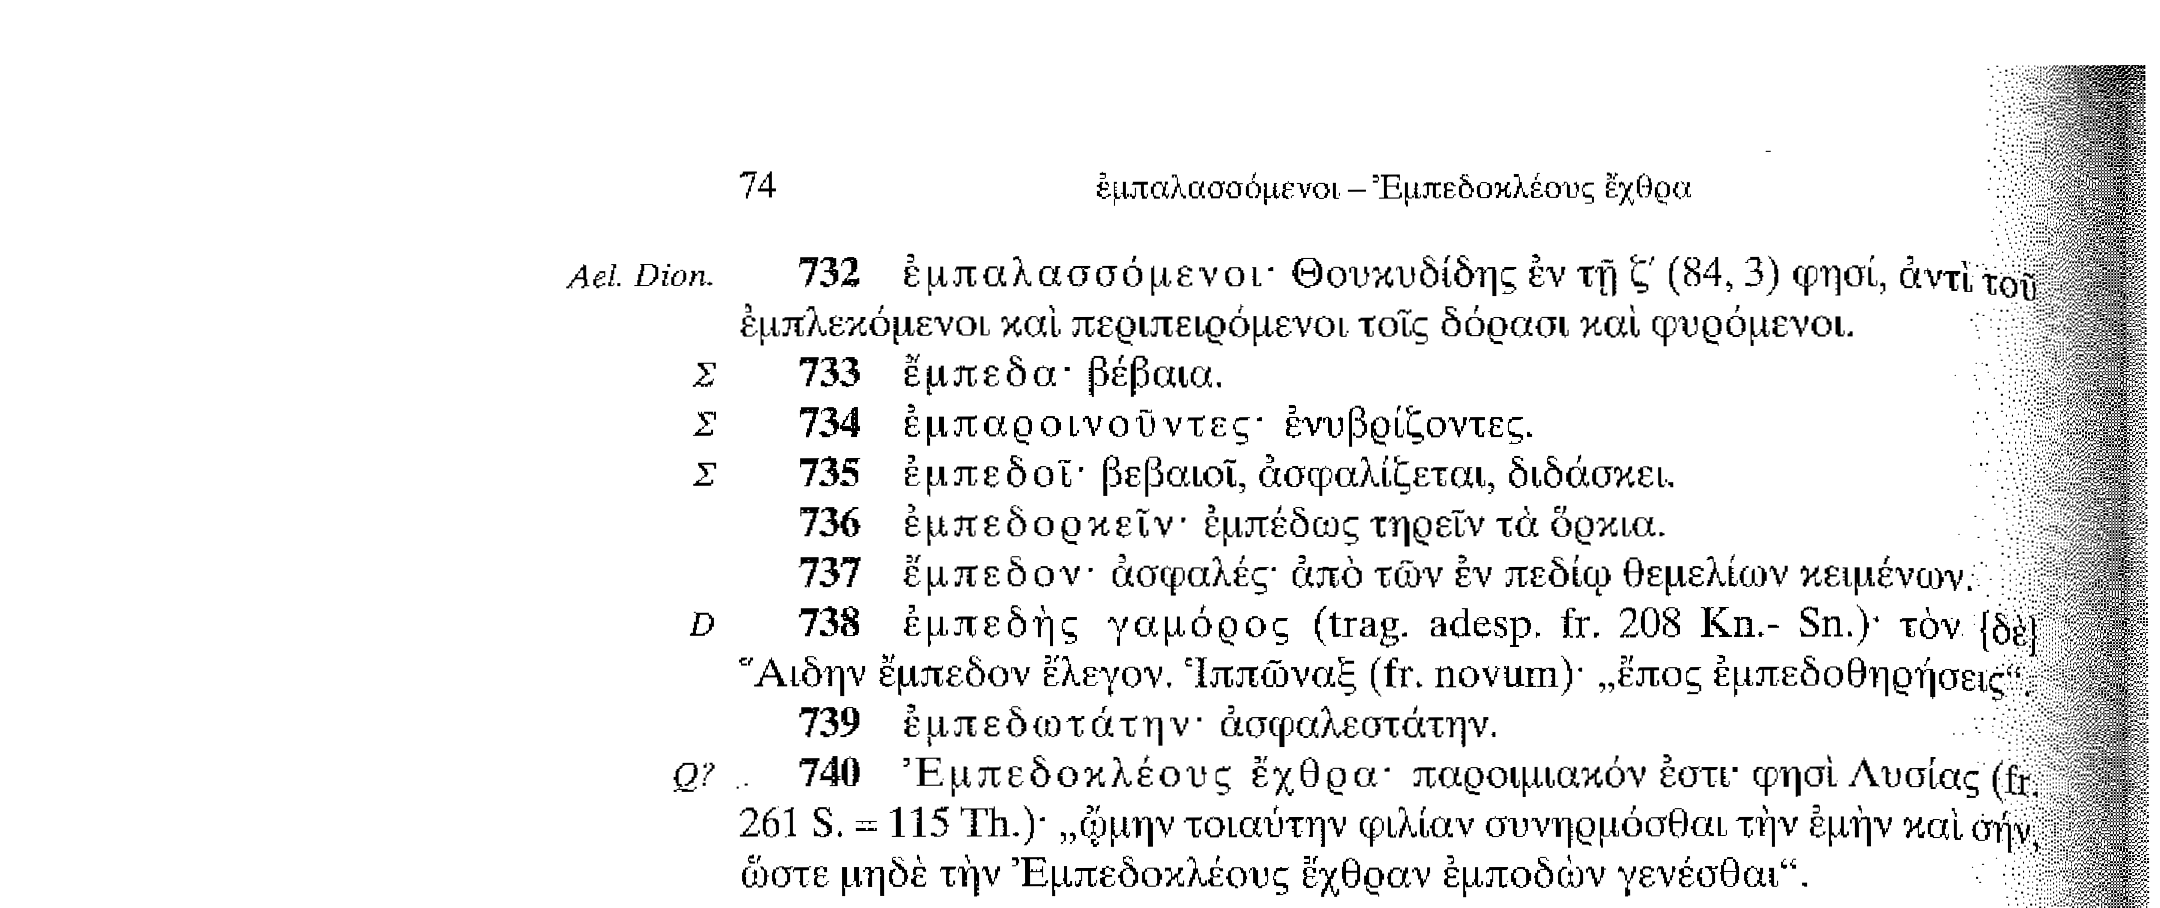 74 ἐμπαλασσόμενοι – Ἐμπεδοκλέους ἔχθρα
Ael. Dion. 732 ἐμπαλασσόμενοι· Θουκυδίδης ἐν τῇ ζ′ (84, 3) φησί, ἀντὶ τοῦ
ἐμπλεκόμενοι καὶ περιπειρόμενοι τοῖς δόρασι καὶ φυρόμενοι.
Σ 733 ἔμπεδα· βέβαια.
Σ 734 ἐμπαροινοῦντες· ἐνυβρίζοντες.
Σ 735 ἐμπεδοῖ· βεβαιοῖ, ἀσφαλίζεται, διδάσκει.
736 ἐμπεδορκεῖν· ἐμπέδως τηρεῖν τὰ ὅρκια.
737 ἔμπεδον· ἀσφαλές· ἀπὸ τῶν ἐν πεδίῳ θεμελίων κειμένων.
D 738 ἐμπεδὴς γαμόρος (trag. adesp. fr. 208 Kn.- Sn.)· τὸν {δὲ}
Ἅιδην ἔμπεδον ἔλεγον. Ἱππῶναξ (fr. novum)· „ἔπος ἐμπεδοθηρήσεις“.
739 ἐμπεδωτάτην· ἀσφαλεστάτην.
Q? 740 Ἐμπεδοκλέους ἔχθρα· παροιμιακόν ἐστι· φησὶ Λυσίας (fr.
261 S. = 115 Th.)· „ᾤμην τοιαύτην φιλίαν συνηρμόσθαι τὴν ἐμὴν καὶ σήν,
ὥστε μηδὲ τὴν Ἐμπεδοκλέους ἔχθραν ἐμποδὼν γενέσθαι“.